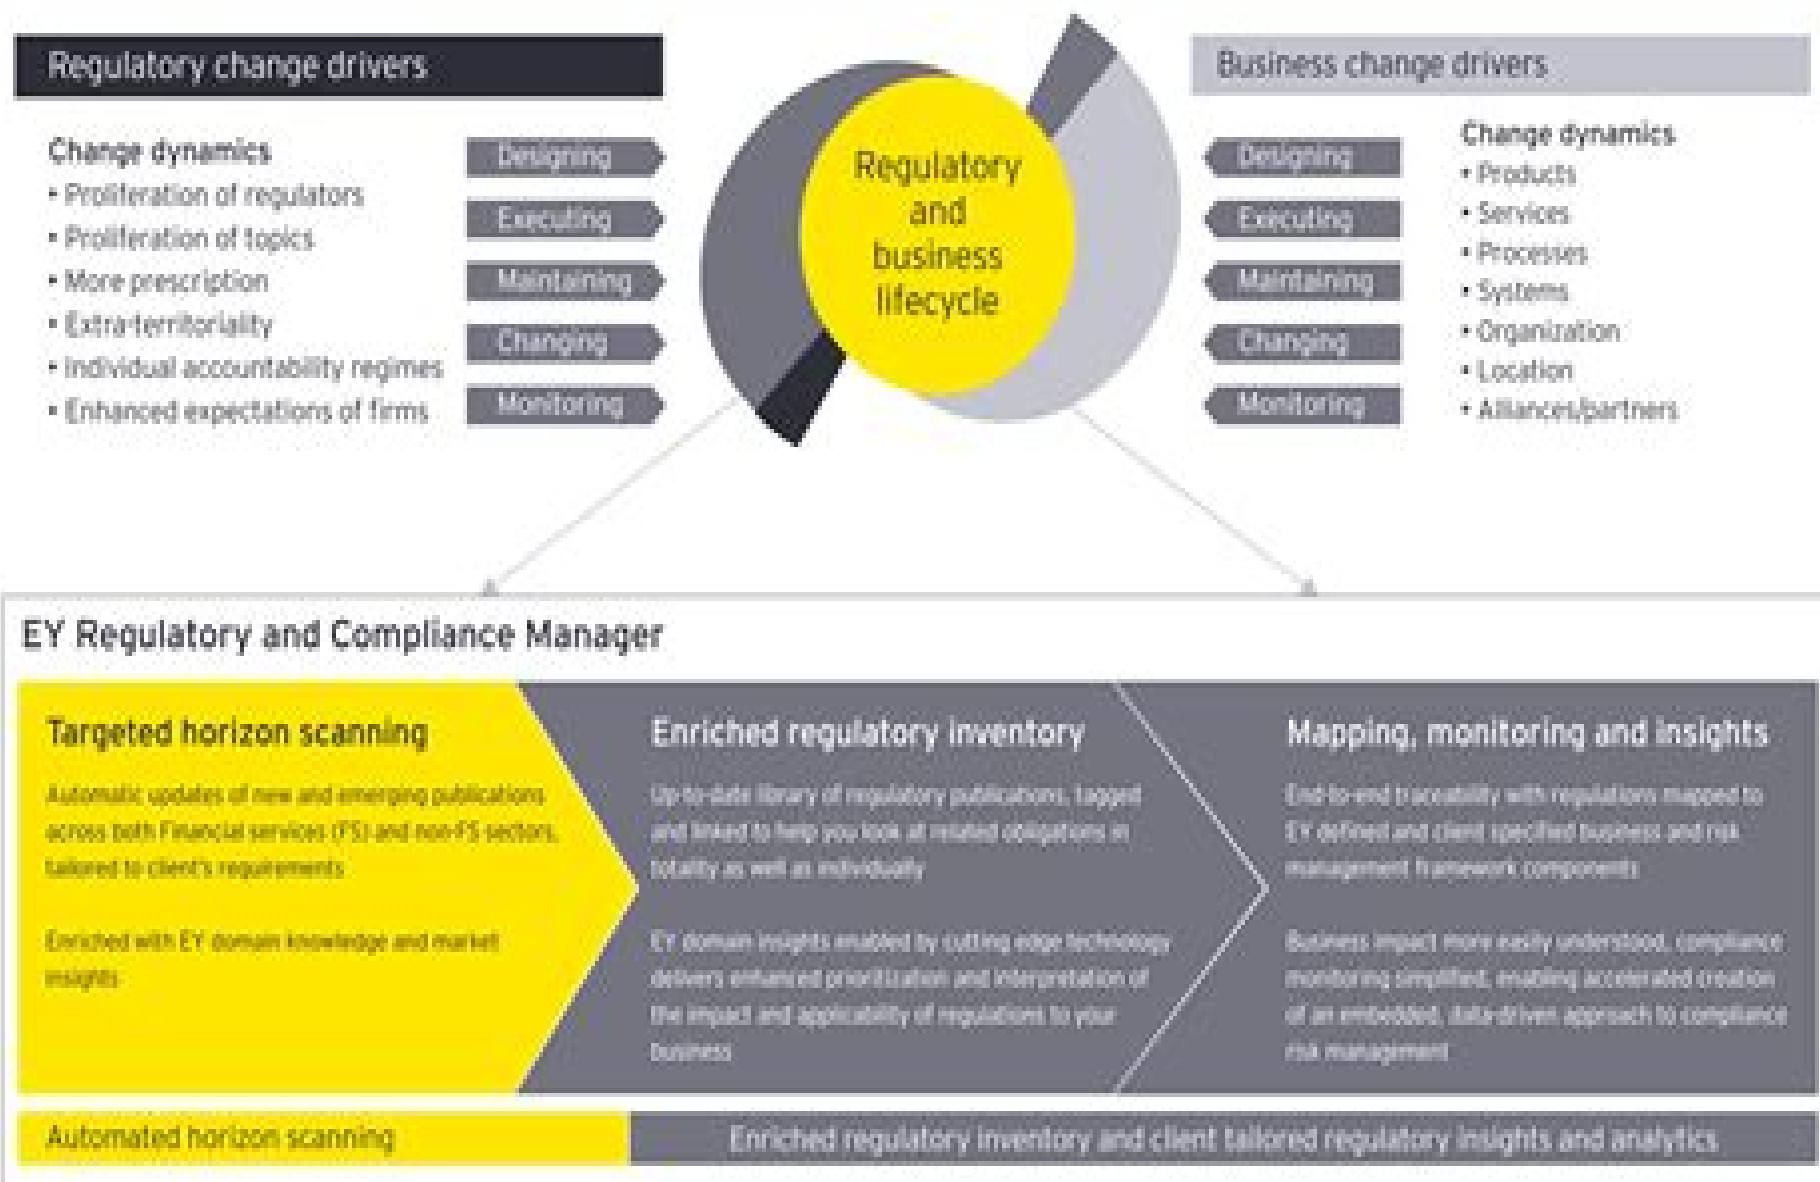 Regulatory change drivers
Change dynamics
• Proliferation of regulators
• Proliferation of topics
• More prescription
• Extra-territoriality
• Individual accountability regimes
• Enhanced expectations of firms
Designing
Executing
Maintaining
Changing
Monitoring
Regulatory
and
business
lifecycle
Business change drivers
Designing
Executing
Maintaining
Changing
Monitoring
Change dynamics
• Products
• Services
• Processes
• Systems
• Organization
• Location
• Alliances/partners
EY Regulatory and Compliance Manager
Targeted horizon scanning
Automatic updates of new and emerging publications
across both Financial services (FS) and non-FS sectors,
tailored to client's requirements
Enriched with EY domain knowledge and market
insights
Enriched regulatory inventory
Up-to-date library of regulatory publications, tagged
and linked to help you look at related obligations in
totality as well as individually
EY domain insights enabled by cutting edge technology
delivers enhanced prioritization and interpretation of
the impact and applicability of regulations to your
business
Mapping, monitoring and insights
End-to-end traceability with regulations mapped to
EY defined and client specified business and risk
management framework components
Business impact more easily understood, compliance
monitoring simplified, enabling accelerated creation
of an embedded, data-driven approach to compliance
risk management
Automated horizon scanning
Enriched regulatory inventory and client tailored regulatory insights and analytics